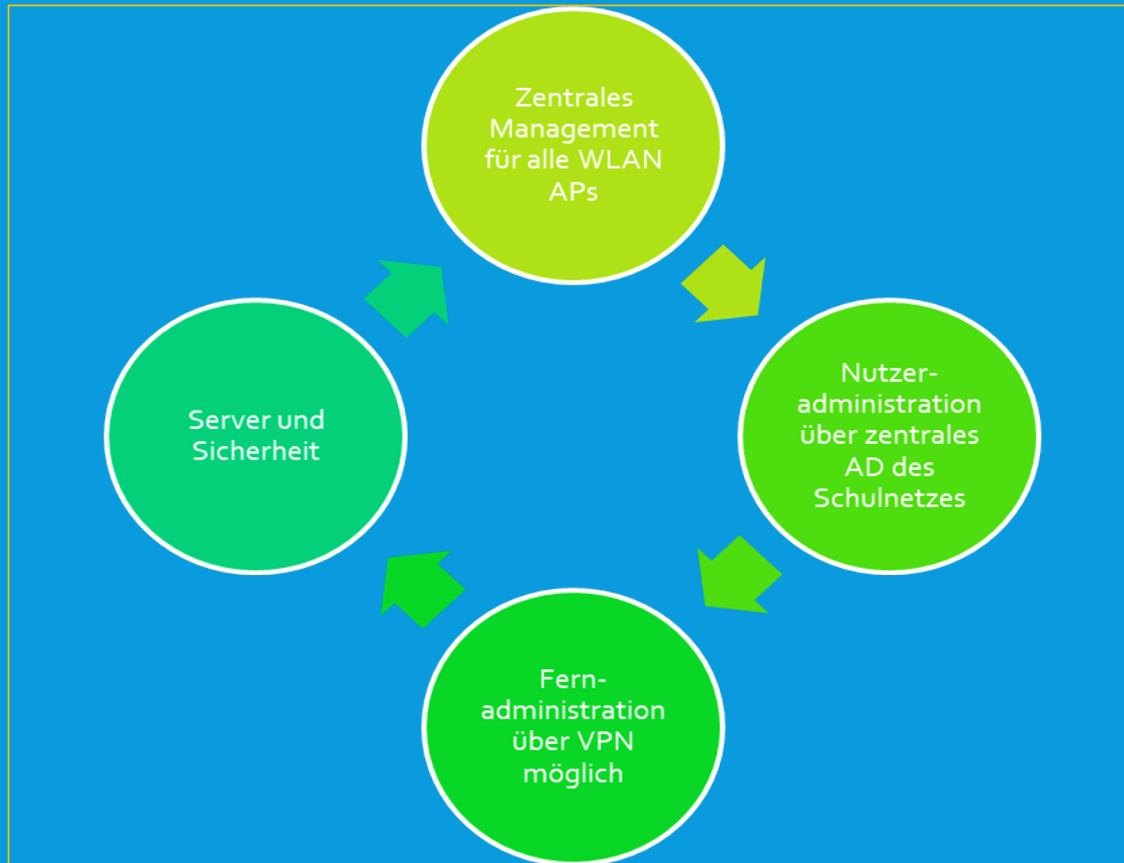 Zentrales
Management
für alle WLAN
APs
Nutzer-
administration
über zentrales
AD des
Schulnetzes
Fern-
administration
über VPN
möglich
Server und
Sicherheit